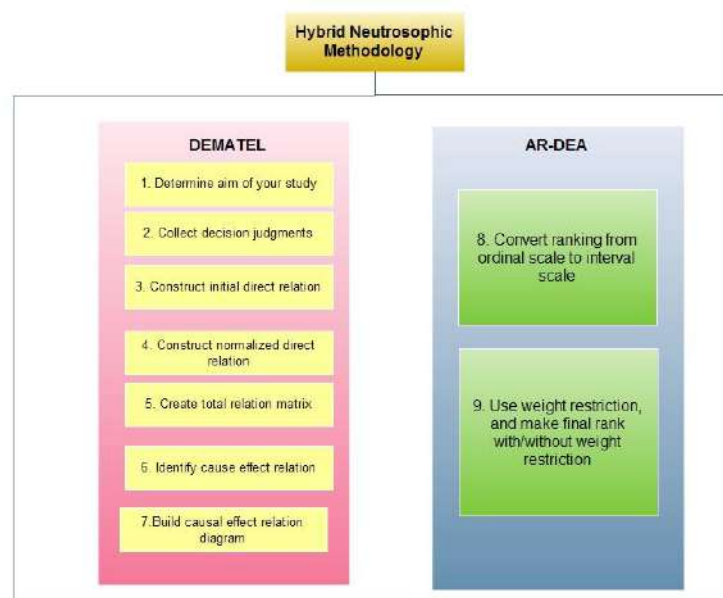 Hybrid Neutrosophic
Methodology
DEMATEL
1. Determine aim of your study
2. Collect decision judgments
3. Construct initial direct relation
4. Construct normalized direct
relation
5. Create total relation matrix
6. Identify cause effect relation
7.Build causal effect relation
diagram
AR-DEA
8. Convert ranking from
ordinal scale to interval
scale
9. Use weight restriction,
and make final rank
with/without weight
restriction